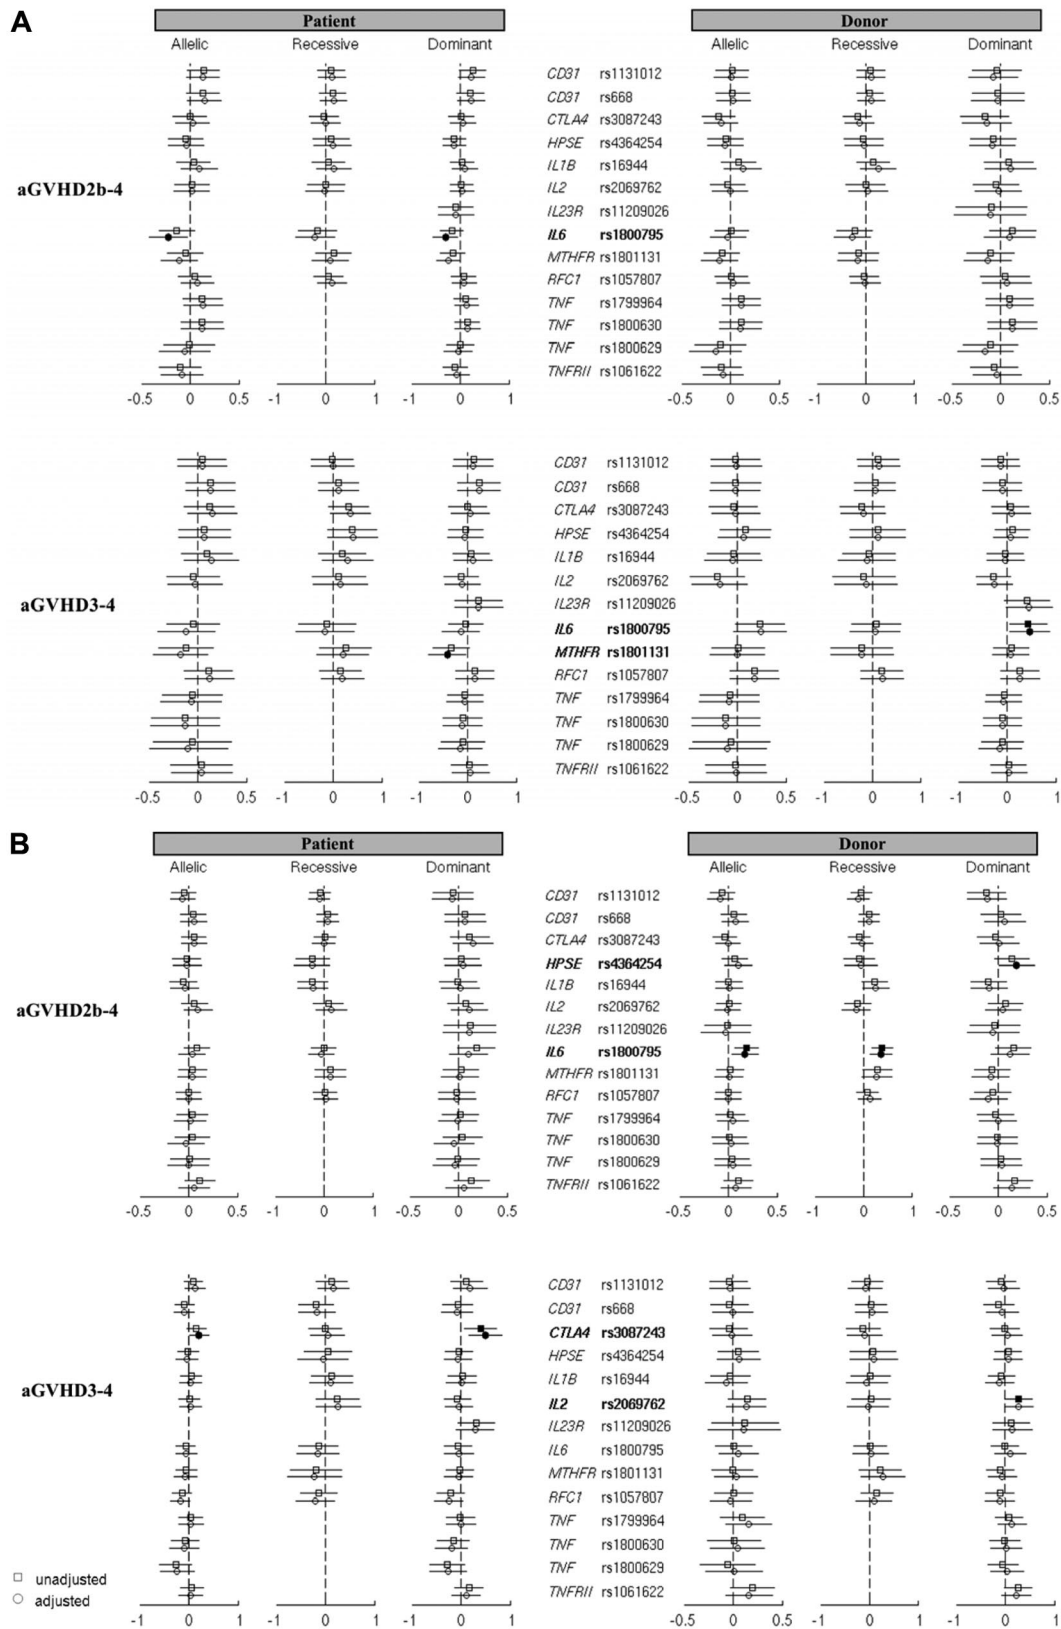 A
Patient Donor
Allelic Recessive Dominant Allelic Recessive Dominant
CD31 rs1131012
CD31 rs668
CTLA4 rs3087243
HPSE rs4364254
IL1B rs16944
aGVHD2b-4
IL2 rs2069762
IL23R rs11209026
IL6 rs1800795
MTHFR rs1801131
RFC1 rs1057807
TNF rs1799964
TNF rs1800630
TNF rs1800629
TNFRII rs1061622
-0.5 0 0.5 -1 0 1 -1 0 1 -0.5 0 0.5 -1 0 1 -0.5 0 0.5
CD31 rs1131012
CD31 rs668
CTLA4 rs3087243
HPSE rs4364254
IL1B rs16944
IL2 rs2069762
aGVHD3-4
IL23R rs11209026
IL6 rs1800795
MTHFR rs1801131
RFC1 rs1057807
TNF rs1799964
TNF rs1800630
TNF rs1800629
TNFRII rs1061622
-0.5 0 0.5 -1 0 1 -1 0 1 -0.5 0 0.5 -1 0 1 -1 0 1
B
Patient Donor
Allelic Recessive Dominant Allelic Recessive Dominant
CD31 rs1131012
CD31 rs668
CTLA4 rs3087243
HPSE rs4364254
IL1B rs16944
aGVHD2b-4
IL2 rs2069762
IL23R rs11209026
IL6 rs1800795
MTHFR rs1801131
RFC1 rs1057807
TNF rs1799964
TNF rs1800630
TNF rs1800629
TNFRII rs1061622
-0.5 0 0.5 -1 0 1 -0.5 0 0.5 -0.5 0 0.5 -1 0 1 -0.5 0 0.5
CD31 rs1131012
CD31 rs668
CTLA4 rs3087243
HPSE rs4364254
IL1B rs16944
aGVHD3-4
IL2 rs2069762
IL23R rs11209026
IL6 rs1800795
MTHFR rs1801131
RFC1 rs1057807
TNF rs1799964
TNF rs1800630
TNF rs1800629
unadjusted
TNFRII rs1061622
adjusted
-1 0 1 -1 0 1 -1 0 1 -0.5 0 0.5 -1 0 1 -1 0 1